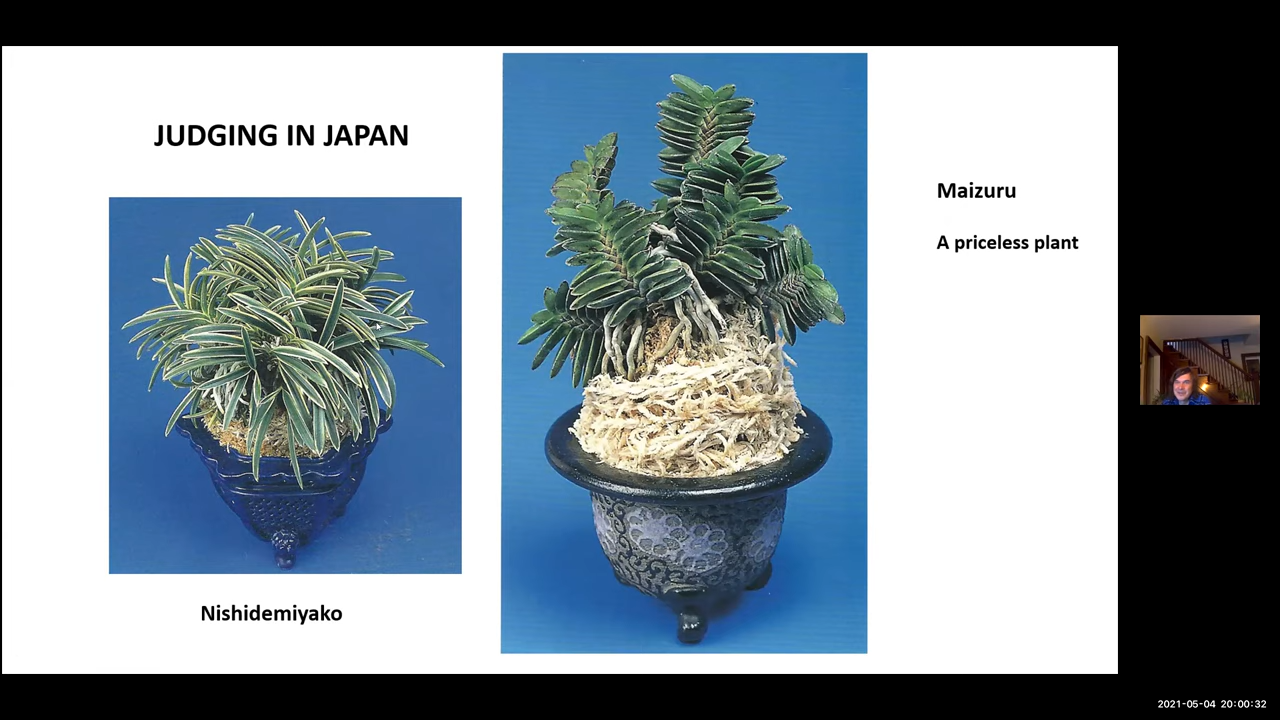 JUDGING IN JAPAN
Maizuru
A priceless plant
Nishidemiyako
2021-05-04 20:00:32